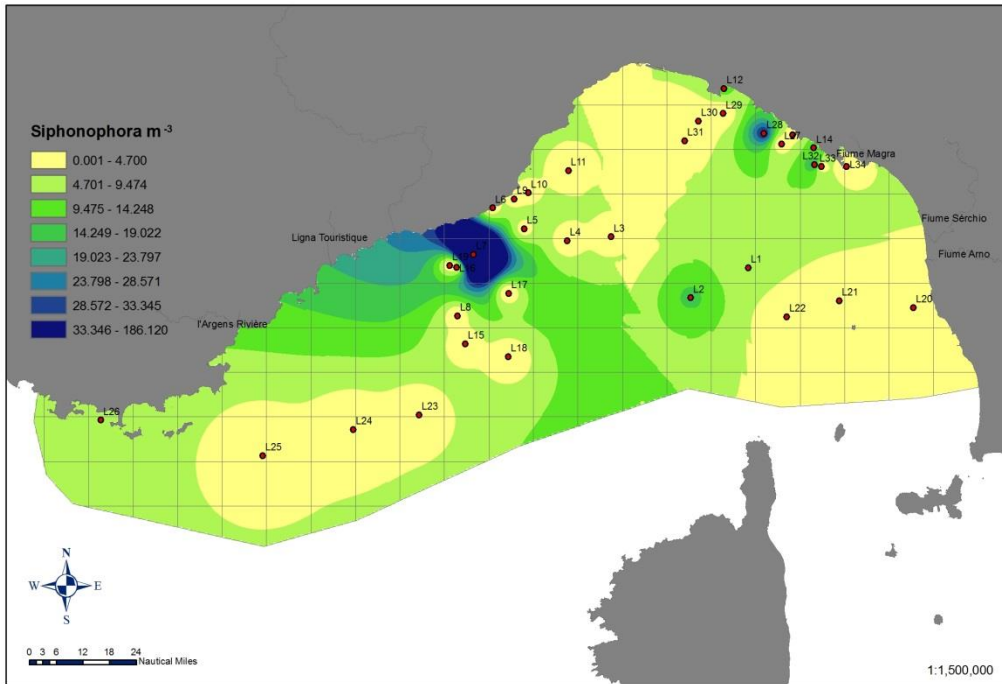 Siphonophora m -3
0.001 - 4.700
4.701 - 9.474
9.475 - 14.248
14.249 - 19.022
19.023 - 23.797
23.798 - 28.571
28.572 - 33.345
33.346 - 186.120
L12
L29
L30
L31
L28
L14
L32
L33
Fiume Magra
L34
L11
L10
L9
L6
L5
L4
L3
Ligna Touristique
L7
L16
L17
L1
L2
Fiume Sérchio
Fiume Arno
L8
L15
L18
L22
L21
L20
l'Argens Rivière
L26
L25
L24
L23
N
W
E
S
0 3 6 12 18 24
Nautical Miles
1:1,500,000